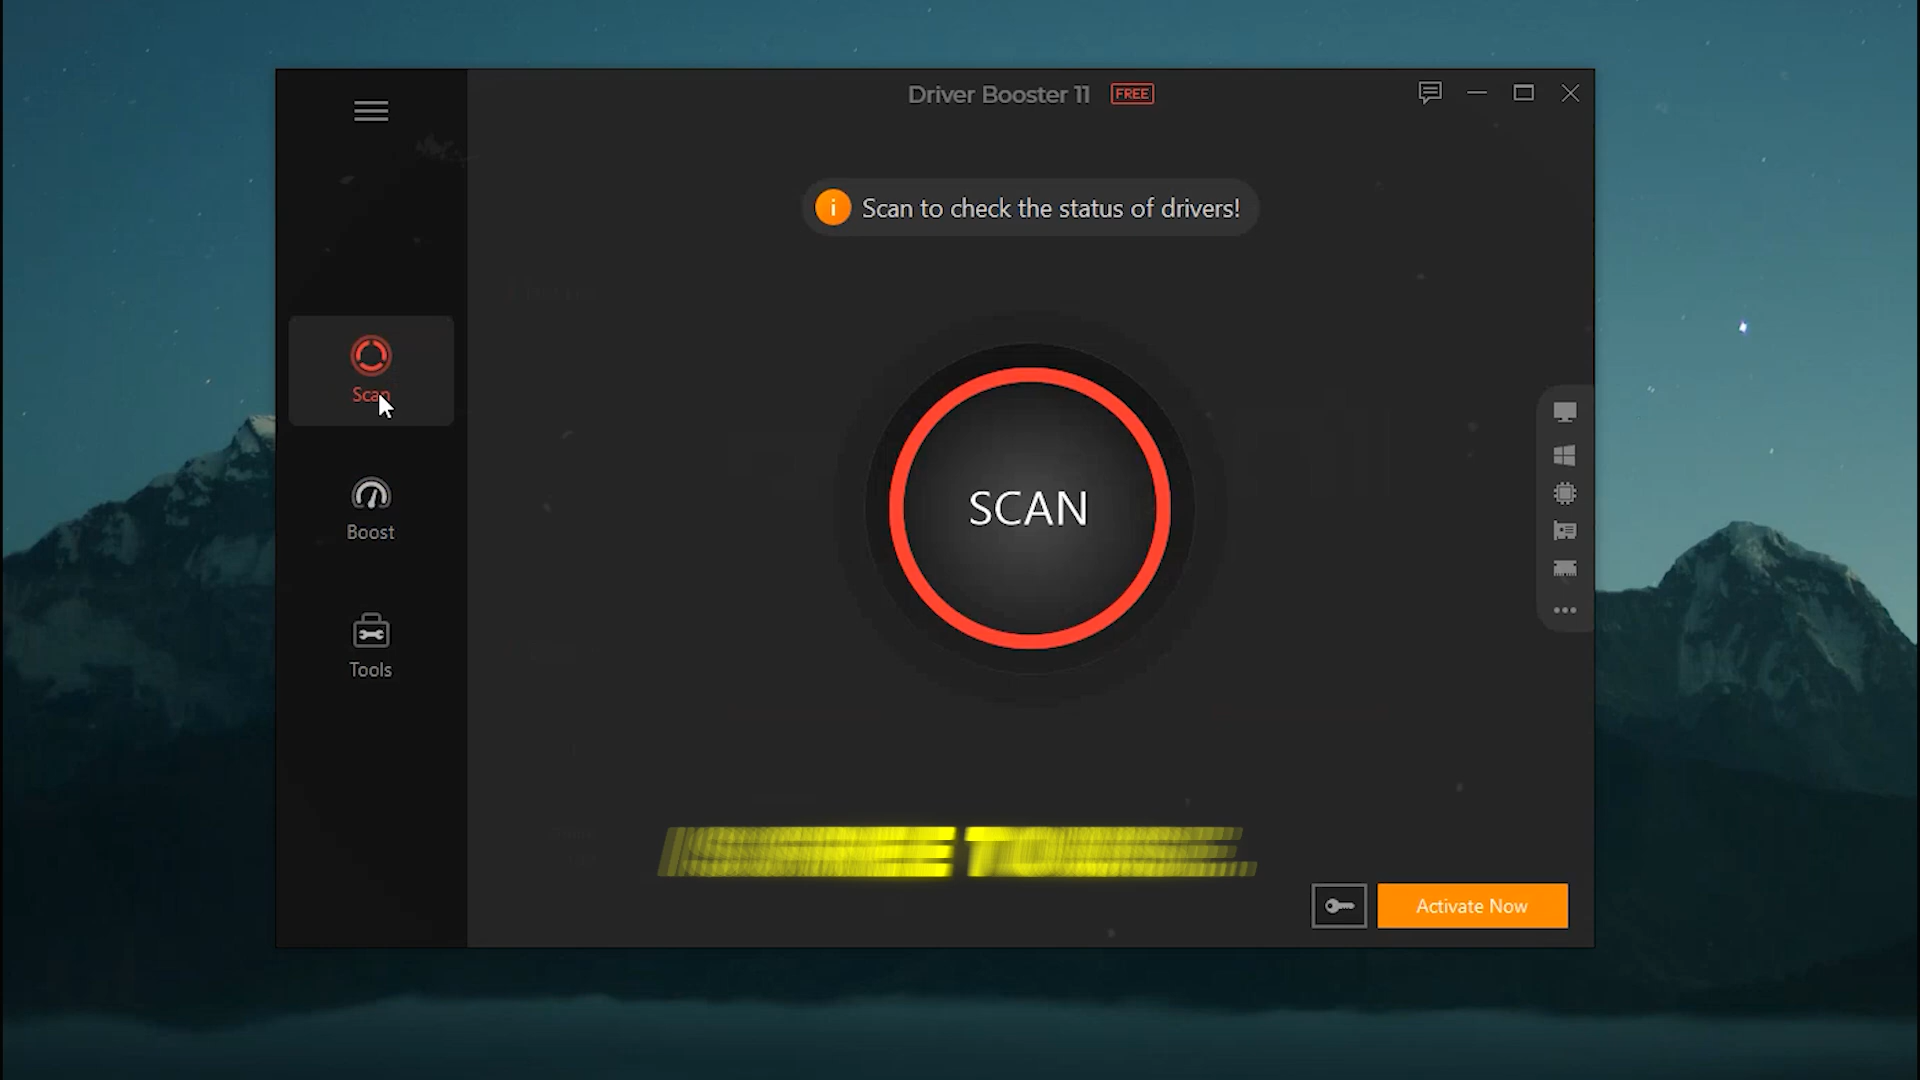 Driver Booster 11 FREE
Scan to check the status of drivers!
Scan
SCAN
Boost
Tools
Activate Now